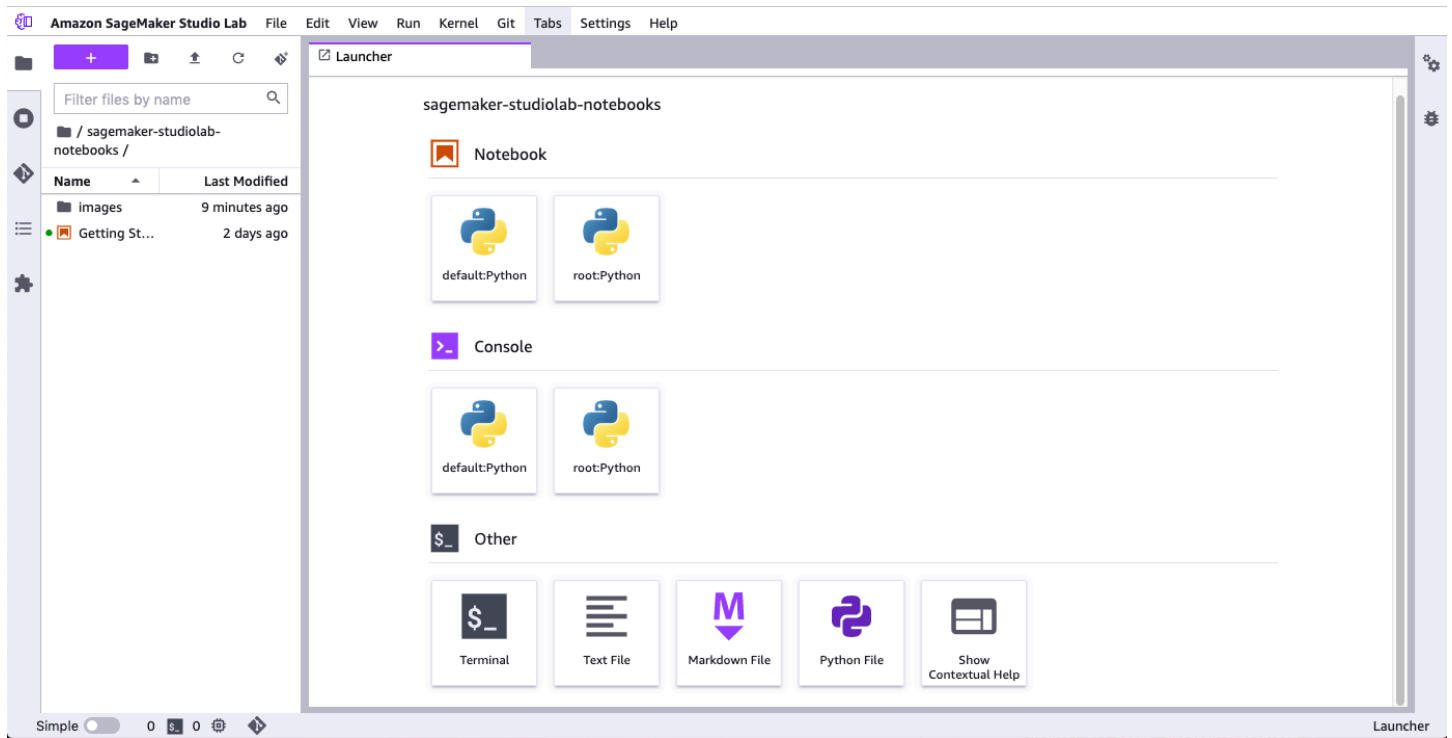 Amazon SageMaker Studio Lab File Edit View Run Kernel Git Tabs Settings Help
+
Launcher
Filter files by name
/ sagemaker-studiolab-
notebooks /
Name Last Modified
images 9 minutes ago
Getting St... 2 days ago
sagemaker-studiolab-notebooks
Notebook
default:Python root:Python
>_ Console
default:Python root:Python
$_ Other
$_ M
Terminal Text File Markdown File Python File Show
Contextual Help
Simple 0 $_ 0 Launcher